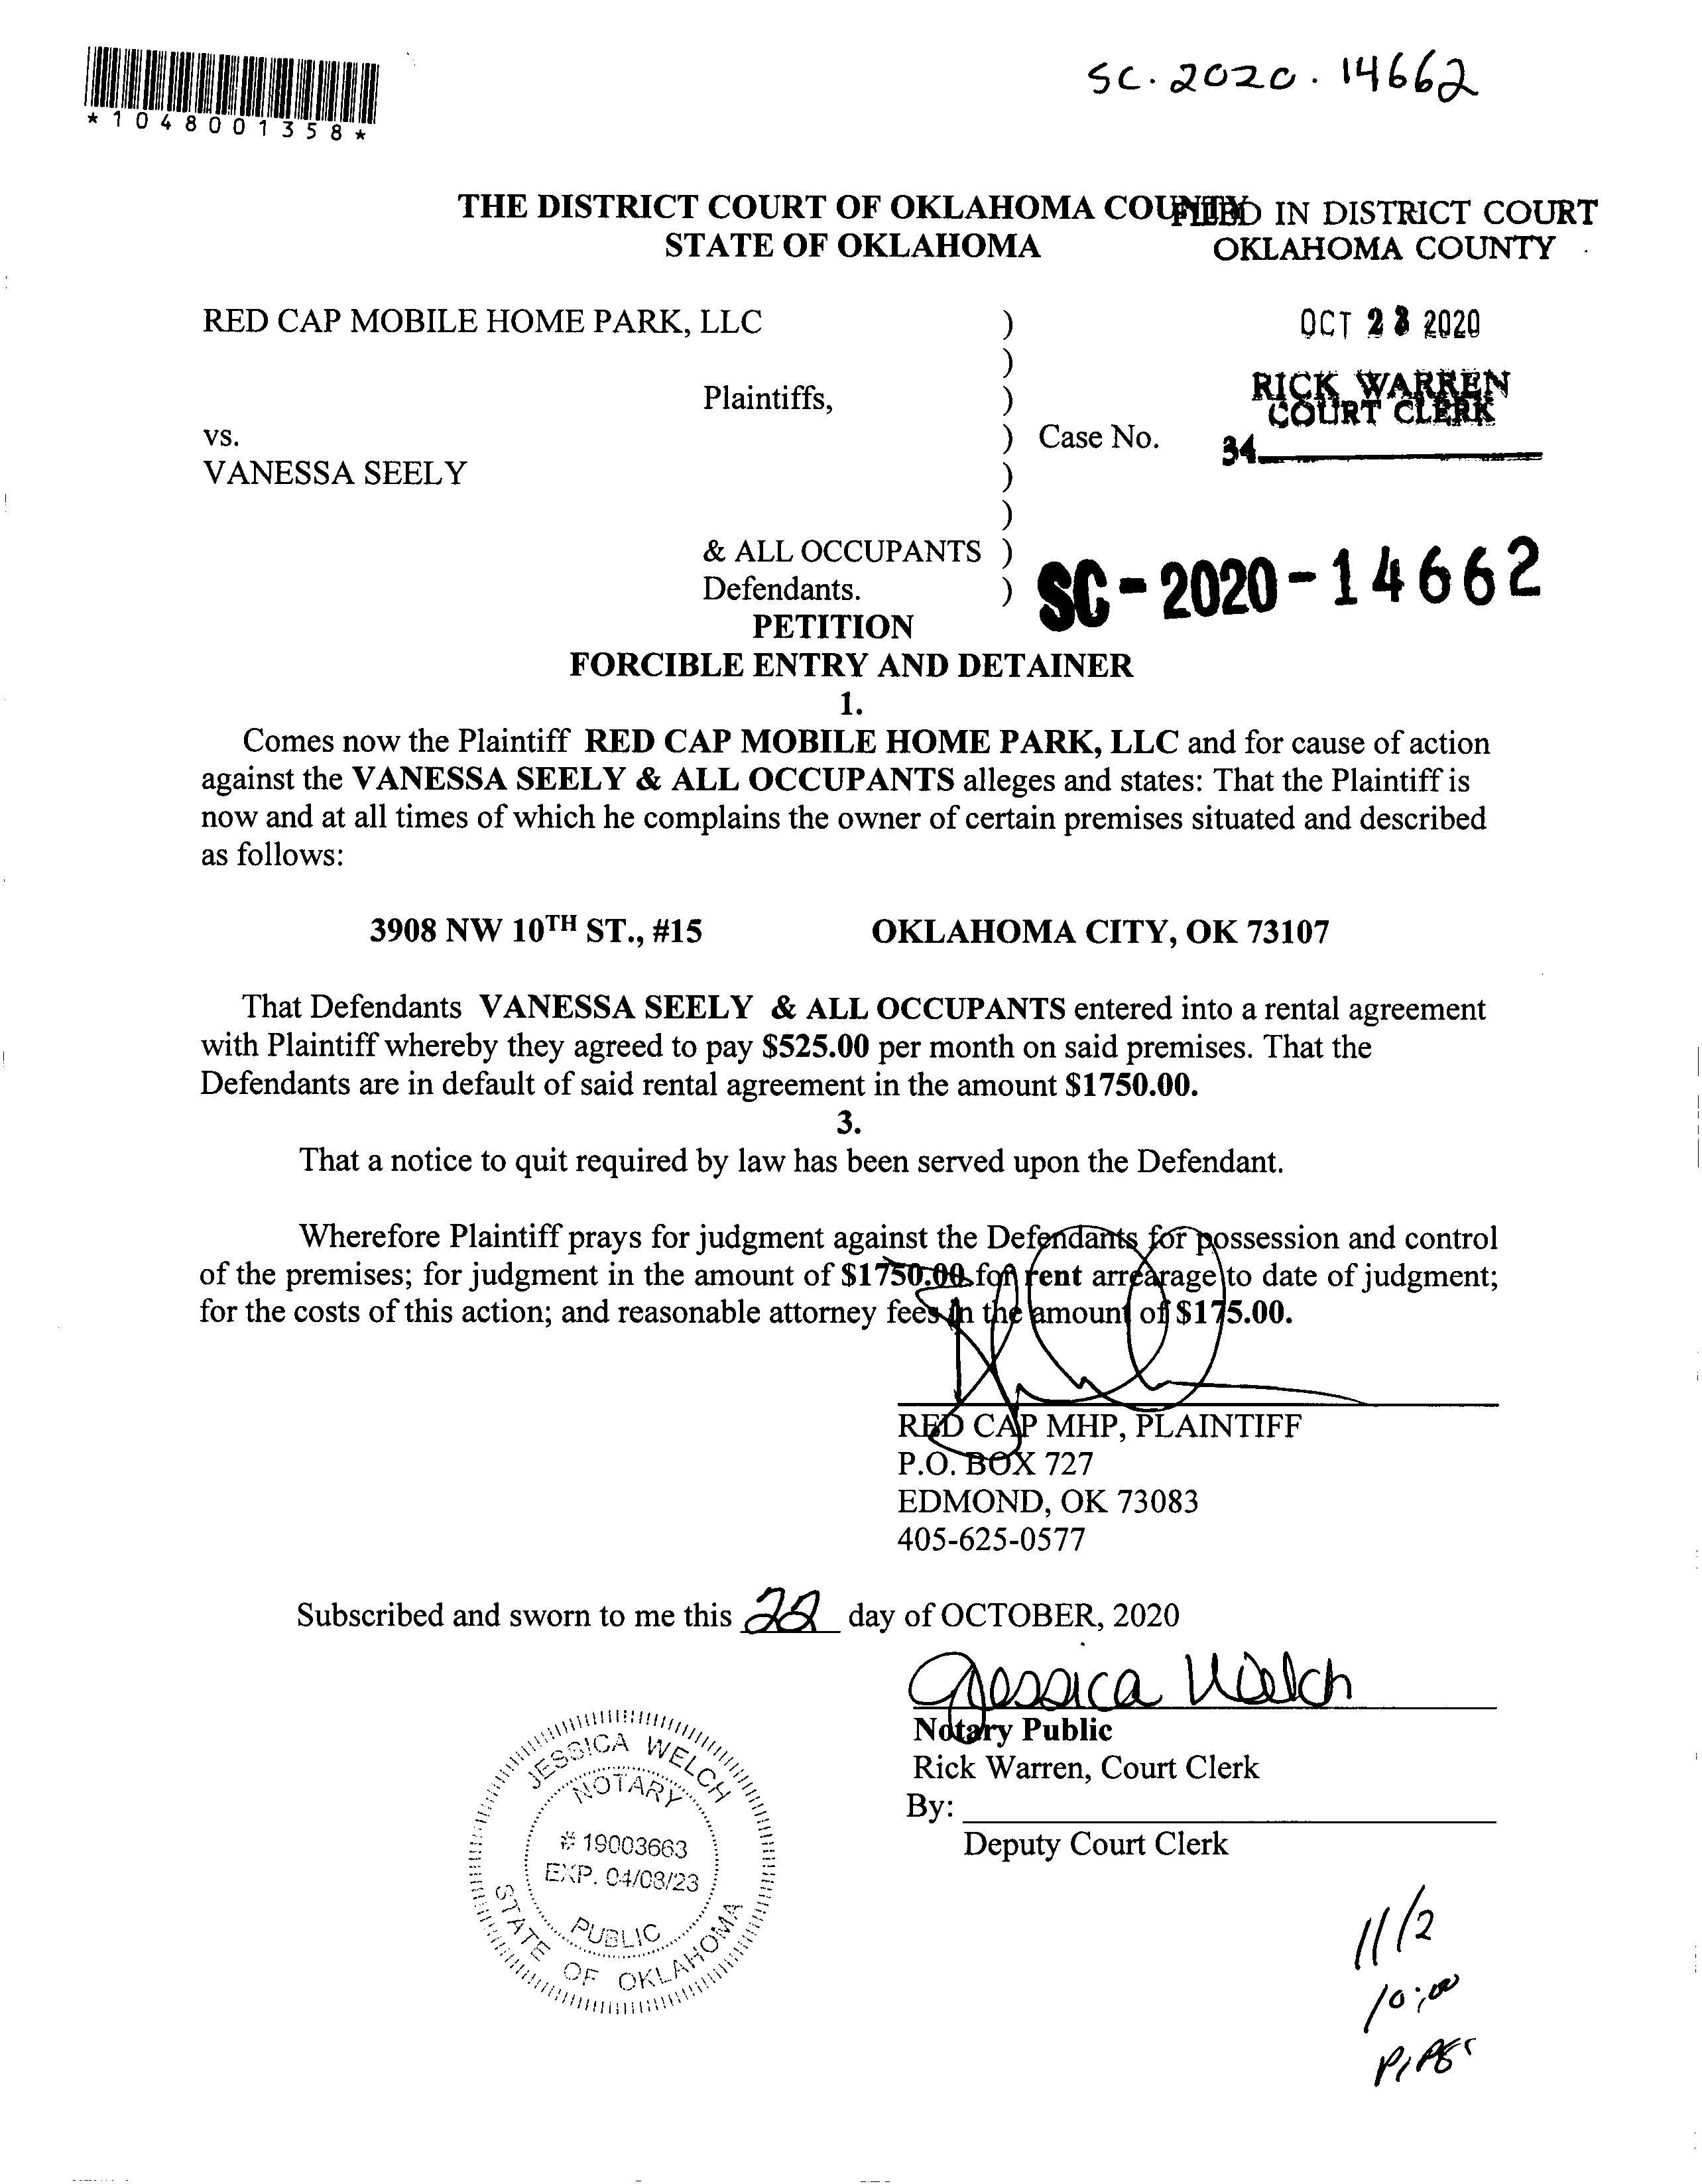 SC. 2020. 14662
*1048001358*
THE DISTRICT COURT OF OKLAHOMA COUNTY
STATE OF OKLAHOMA
FILED IN DISTRICT COURT
OKLAHOMA COUNTY
OCT 2 2020
RICK WARREN
COURT CLERK
34
RED CAP MOBILE HOME PARK, LLC )
)
Plaintiffs, )
vs. ) Case No.
VANESSA SEELY )
)
& ALL OCCUPANTS )
Defendants. )
SC-2020-14662
PETITION
FORCIBLE ENTRY AND DETAINER
1.
Comes now the Plaintiff RED CAP MOBILE HOME PARK, LLC and for cause of action
against the VANESSA SEELY & ALL OCCUPANTS alleges and states: That the Plaintiff is
now and at all times of which he complains the owner of certain premises situated and described
as follows:
3908 NW 10TH ST., #15 OKLAHOMA CITY, OK 73107
That Defendants VANESSA SEELY & ALL OCCUPANTS entered into a rental agreement
with Plaintiff whereby they agreed to pay $525.00 per month on said premises. That the
Defendants are in default of said rental agreement in the amount $1750.00.
3.
That a notice to quit required by law has been served upon the Defendant.
Wherefore Plaintiff prays for judgment against the Defendants for possession and control
of the premises; for judgment in the amount of $1750.00 for rent arrearage to date of judgment;
for the costs of this action; and reasonable attorney fees in the amount of $175.00.
RED CAP MHP, PLAINTIFF
P.O. BOX 727
EDMOND, OK 73083
405-625-0577
Subscribed and sworn to me this 22 day of OCTOBER, 2020
Jessica Welch
Notary Public
Rick Warren, Court Clerk
By:
Deputy Court Clerk
JESSICA WELCH
NOTARY
# 19003663
EXP. 04/08/23
PUBLIC
STATE OF OKLAHOMA
11/2
10:00